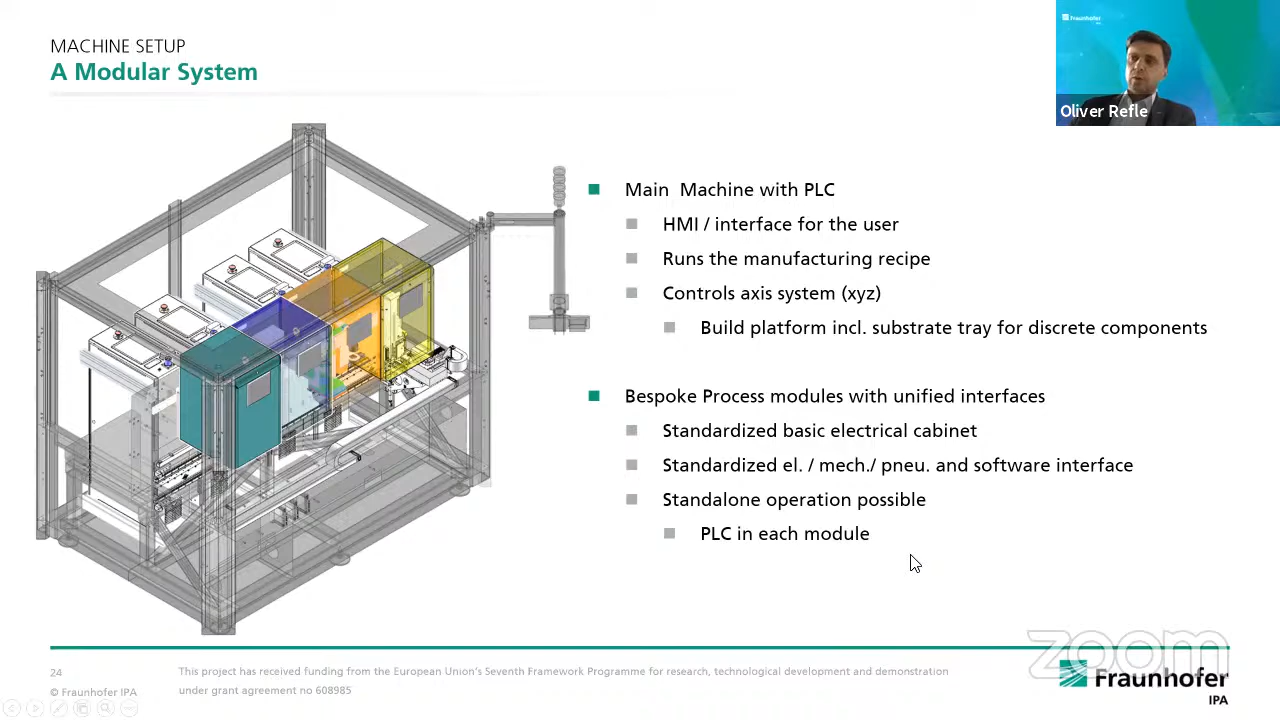 MACHINE SETUP
A Modular System
Fraunhofer
Oliver Refle
Main Machine with PLC
HMI / interface for the user
Runs the manufacturing recipe
Controls axis system (xyz)
Build platform incl. substrate tray for discrete components
Bespoke Process modules with unified interfaces
Standardized basic electrical cabinet
Standardized el. / mech./ pneu. and software interface
Standalone operation possible
PLC in each module
zoom
24
This project has received funding from the European Union's Seventh Framework Programme for research, technological development and demonstration
© Fraunhofer IPA
under grant agreement no 608985
Fraunhofer
IPA